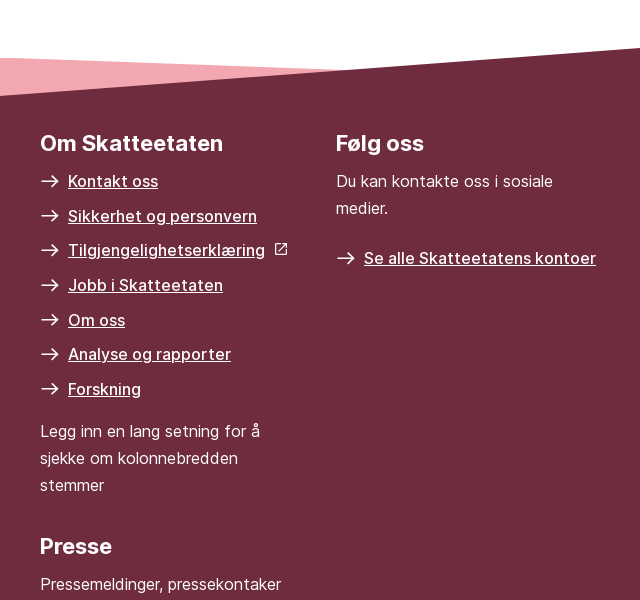 Om Skatteetaten
Kontakt oss
Sikkerhet og personvern
Tilgjengelighetserklæring
Jobb i Skatteetaten
Om oss
Analyse og rapporter
Forskning
Legg inn en lang setning for å
sjekke om kolonnebredden
stemmer
Presse
Pressemeldinger, pressekontaker
Følg oss
Du kan kontakte oss i sosiale
medier.
Se alle Skatteetatens kontoer